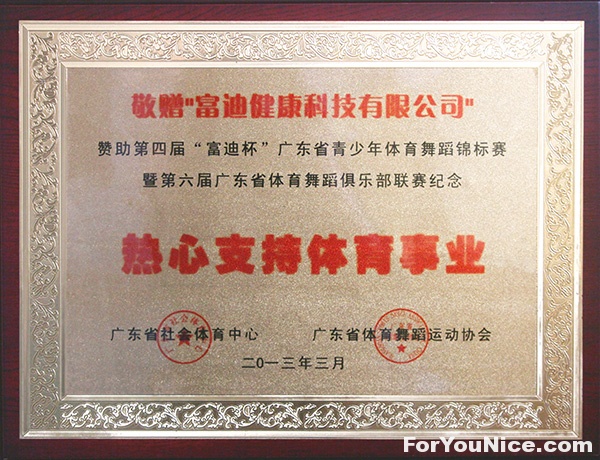 敬赠"富迪健康科技有限公司"
赞助第四届“富迪杯”广东省青少年体育舞蹈锦标赛
暨第六届广东省体育舞蹈俱乐部联赛纪念
热心支持体育事业
广东省社会体育中心 广东省体育舞蹈运动协会
二〇一三年三月
ForYouNice.com